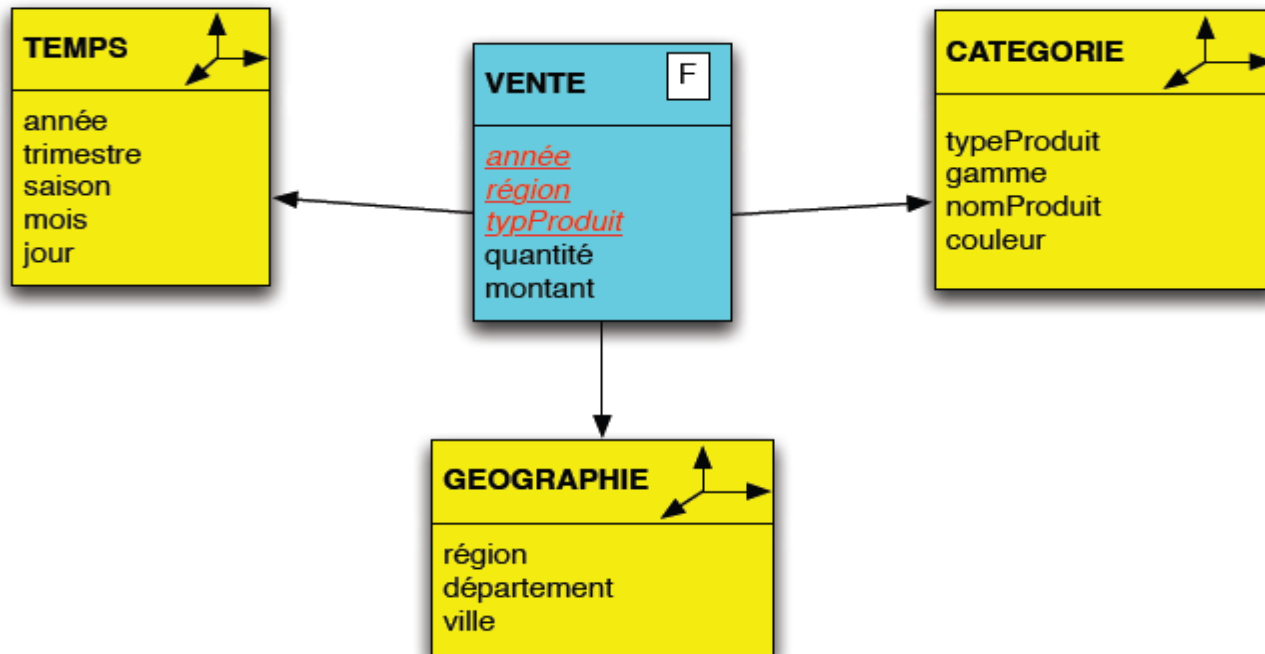 TEMPS
année
trimestre
saison
mois
jour
VENTE
F
année
région
typProduit
quantité
montant
CATEGORIE
typeProduit
gamme
nomProduit
couleur
GEOGRAPHIE
région
département
ville